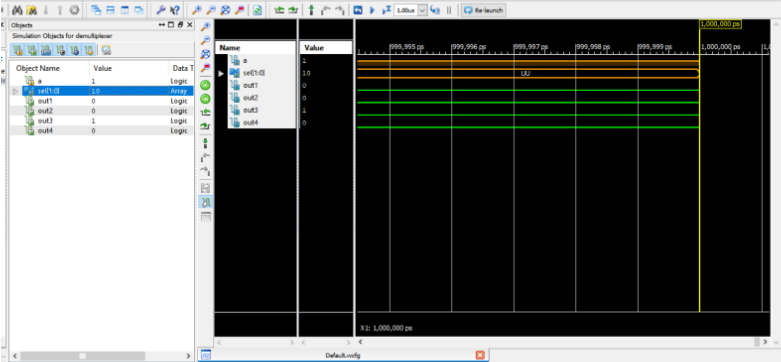 1.00us
Re-launch
Objects
Simulation Objects for demultiplexer
Object Name Value Data T
a 1 Logic
sel[1:0] 10 Array
out1 0 Logic
out2 0 Logic
out3 1 Logic
out4 0 Logic
Name Value
a 1
sel[1:0] 10
out1 0
out2 0
out3 1
out4 0
1,000,000 ps
999,995 ps 999,996 ps 999,997 ps 999,998 ps 999,999 ps 1,000,000 ps
UU
X1: 1,000,000 ps
Default.wcfg